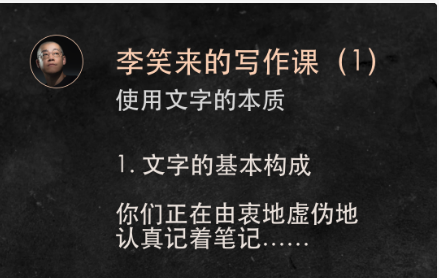 李笑来的写作课（1）
使用文字的本质
1. 文字的基本构成
你们正在由衷地虚伪地
认真记着笔记……